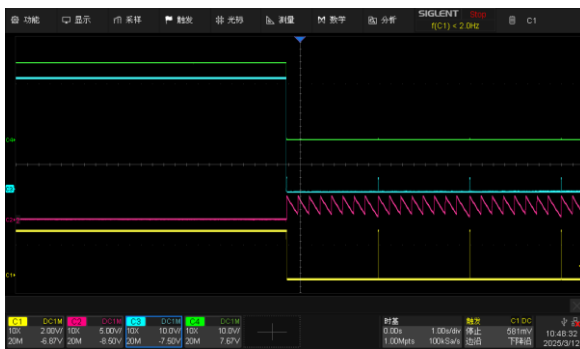 功能 显示 采样 触发 光标 测量 数学 分析 SIGLENT Stop C1
f(C1) < 2.0Hz
C4
C3
C2
C1
C1 DC1M C2 DC1M C3 DC1M C4 DC1M 时基 触发 C1 DC
10X 2.00V/ 10X 5.00V/ 10X 10.0V/ 10X 10.0V/ 0.00s 1.00s/div 停止 581mV 10:48:32
20M -6.87V 20M -8.50V 20M -7.50V 20M 7.67V 1.00Mpts 100kSa/s 边沿 下降沿 2025/3/12